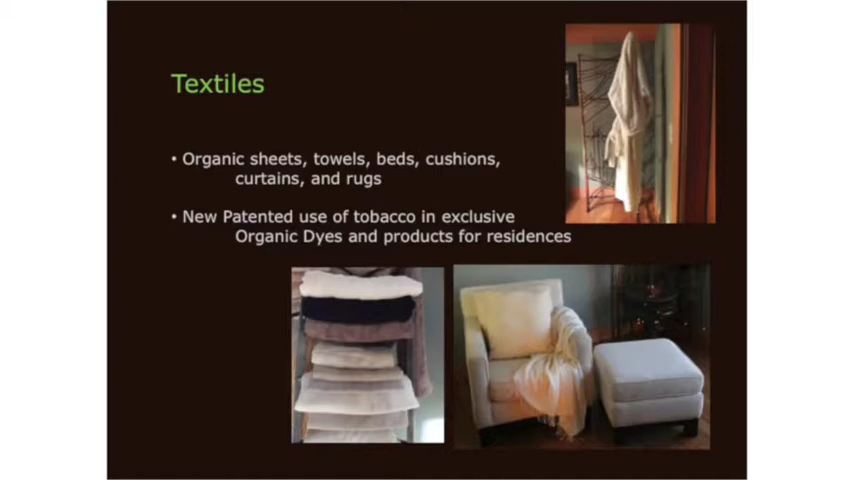 Textiles
• Organic sheets, towels, beds, cushions,
curtains, and rugs
• New Patented use of tobacco in exclusive
Organic Dyes and products for residences